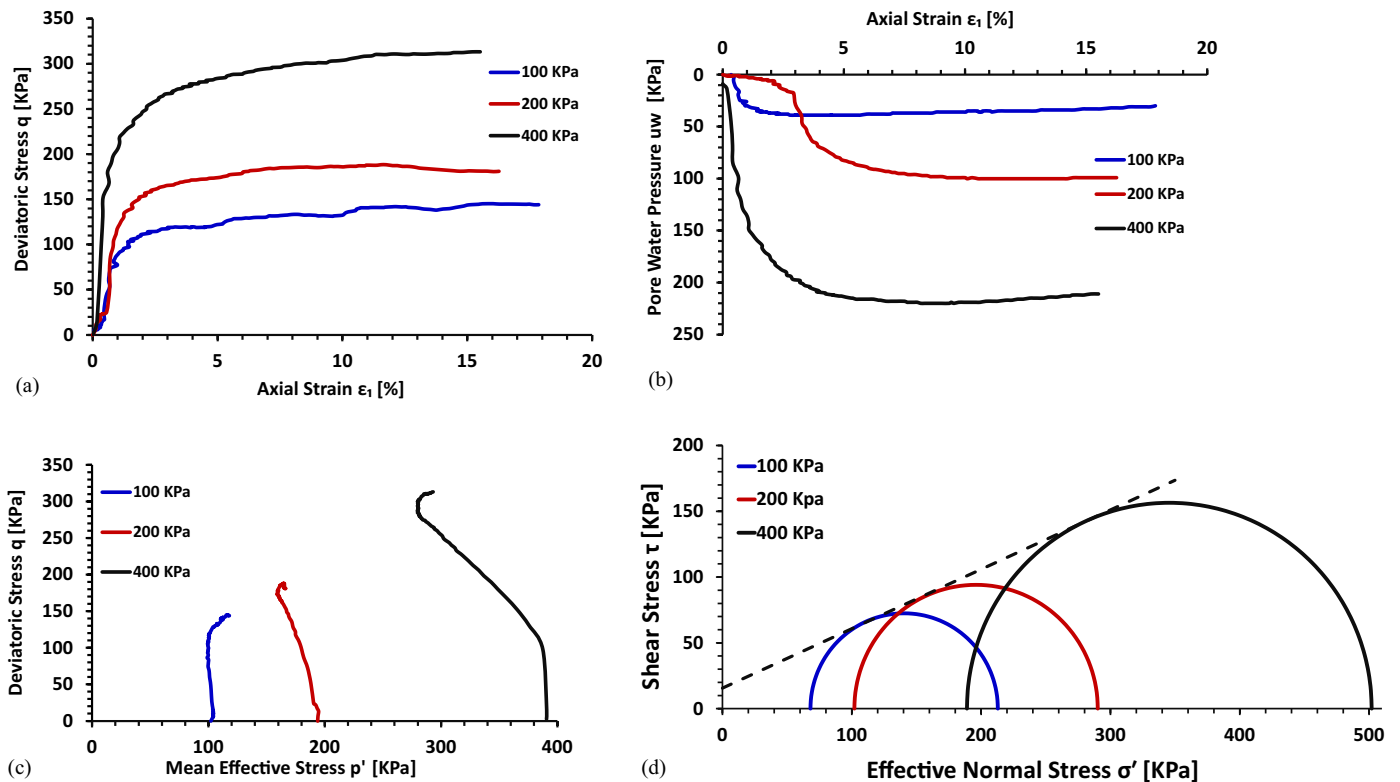 350
300
250
200
150
100
50
0
Deviatoric Stress q [KPa]
100 KPa
200 KPa
400 KPa
0 5 10 15 20
Axial Strain ε₁ [%]
(a)
Axial Strain ε₁ [%]
0 5 10 15 20
0
50
100
150
200
250
Pore Water Pressure uw [KPa]
100 KPa
200 KPa
400 KPa
(b)
350
300
250
200
150
100
50
0
Deviatoric Stress q [KPa]
100 KPa
200 KPa
400 KPa
0 100 200 300 400
Mean Effective Stress p' [KPa]
(c)
200
150
100
50
0
Shear Stress τ [KPa]
100 KPa
200 Kpa
400 KPa
0 100 200 300 400 500
Effective Normal Stress σ′ [KPa]
(d)